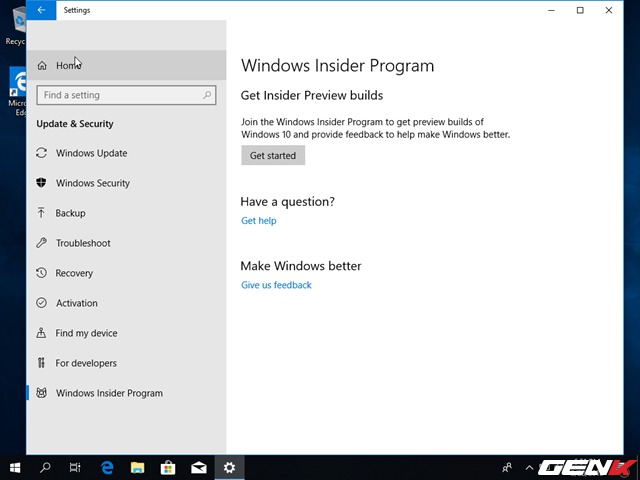 Settings
Recyc
Home
Windows Insider Program
Find a setting
Get Insider Preview builds
Micros
Edg
Update & Security
Join the Windows Insider Program to get preview builds of
Windows 10 and provide feedback to help make Windows better.
Get started
Windows Update
Windows Security
Have a question?
Backup
Get help
Troubleshoot
Make Windows better
Recovery
Give us feedback
Activation
Find my device
For developers
Windows Insider Program
GENK